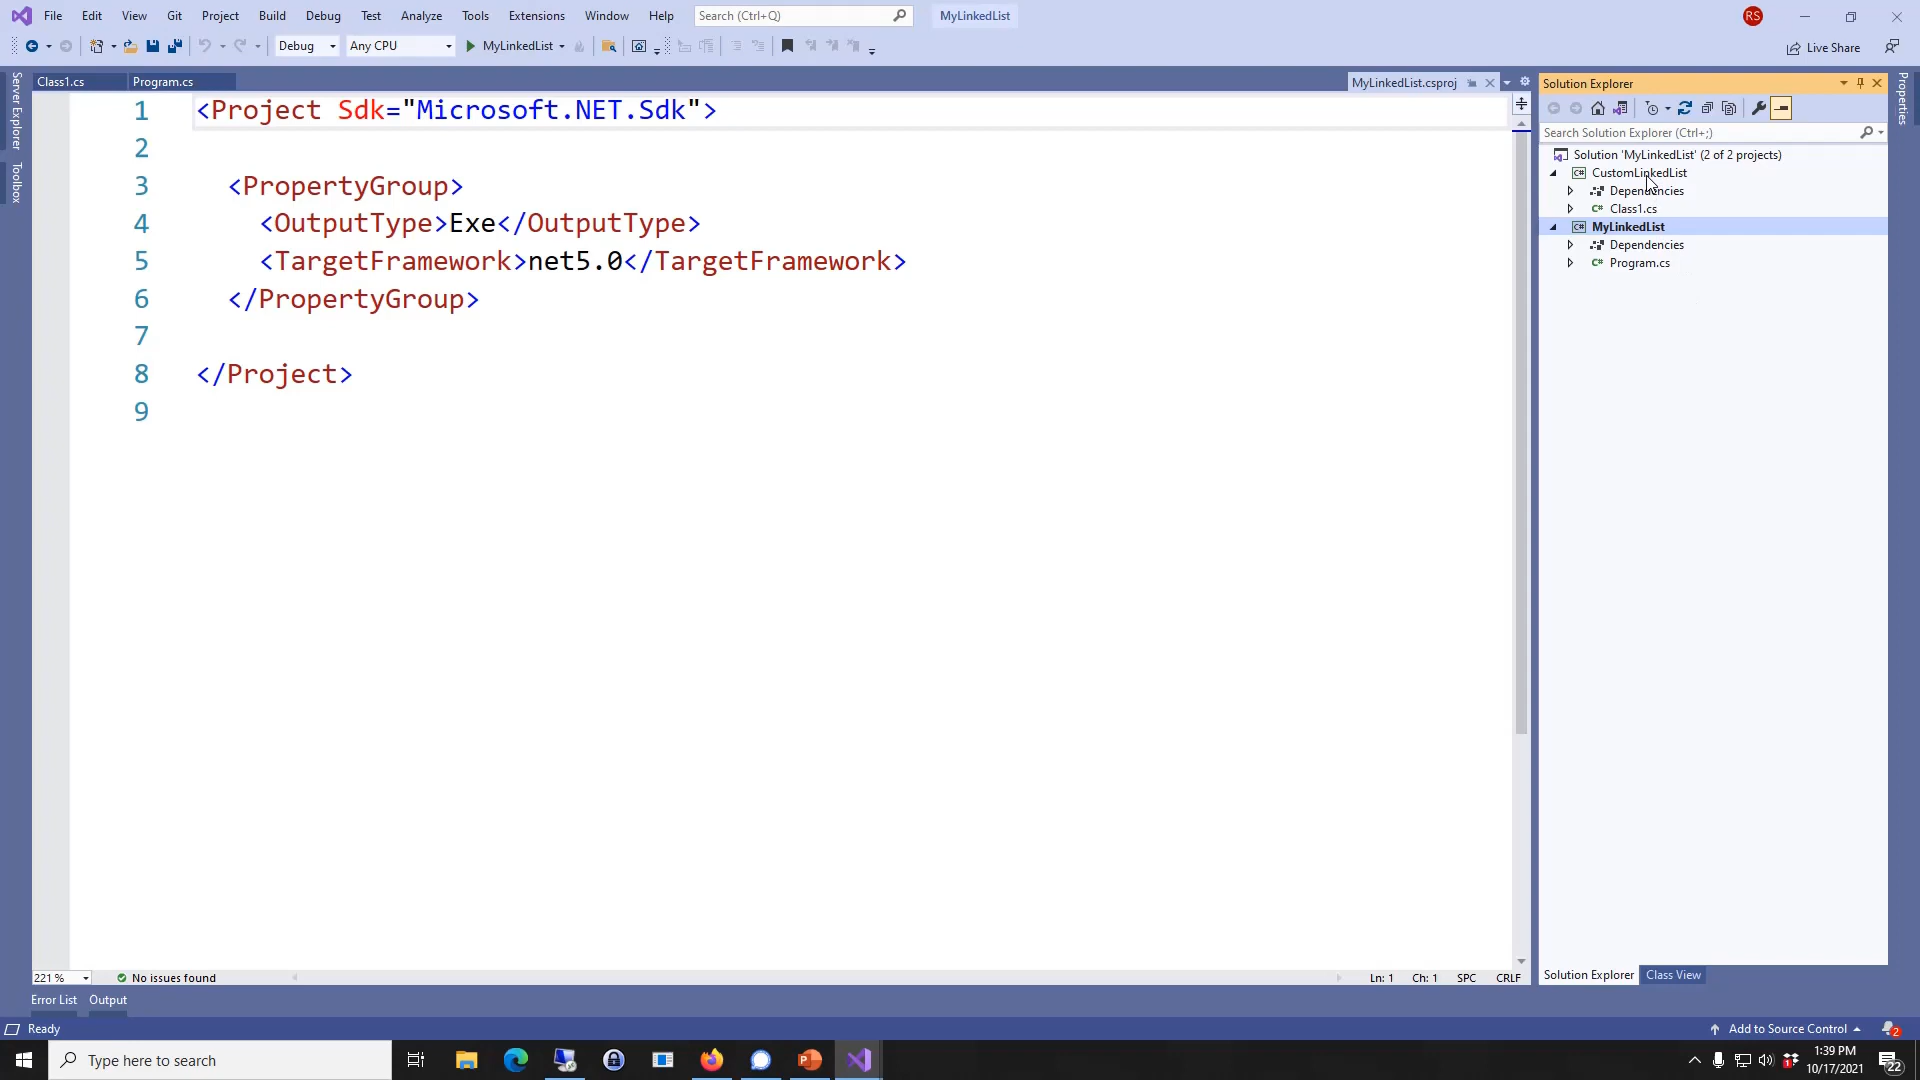 File Edit View Git Project Build Debug Test Analyze Tools Extensions Window Help Search (Ctrl+Q) MyLinkedList RS
Debug Any CPU MyLinkedList Live Share
Server Explorer
Toolbox
Class1.cs Program.cs MyLinkedList.csproj
1 <Project Sdk="Microsoft.NET.Sdk">
2
3 <PropertyGroup>
4 <OutputType>Exe</OutputType>
5 <TargetFramework>net5.0</TargetFramework>
6 </PropertyGroup>
7
8 </Project>
9
221 % No issues found Ln: 1 Ch: 1 SPC CRLF
Solution Explorer
Search Solution Explorer (Ctrl+;)
Solution 'MyLinkedList' (2 of 2 projects)
C# CustomLinkedList
Dependencies
C# Class1.cs
C# MyLinkedList
Dependencies
C# Program.cs
Solution Explorer Class View
Properties
Error List Output
Ready Add to Source Control 2
Type here to search
1:39 PM
10/17/2021
22